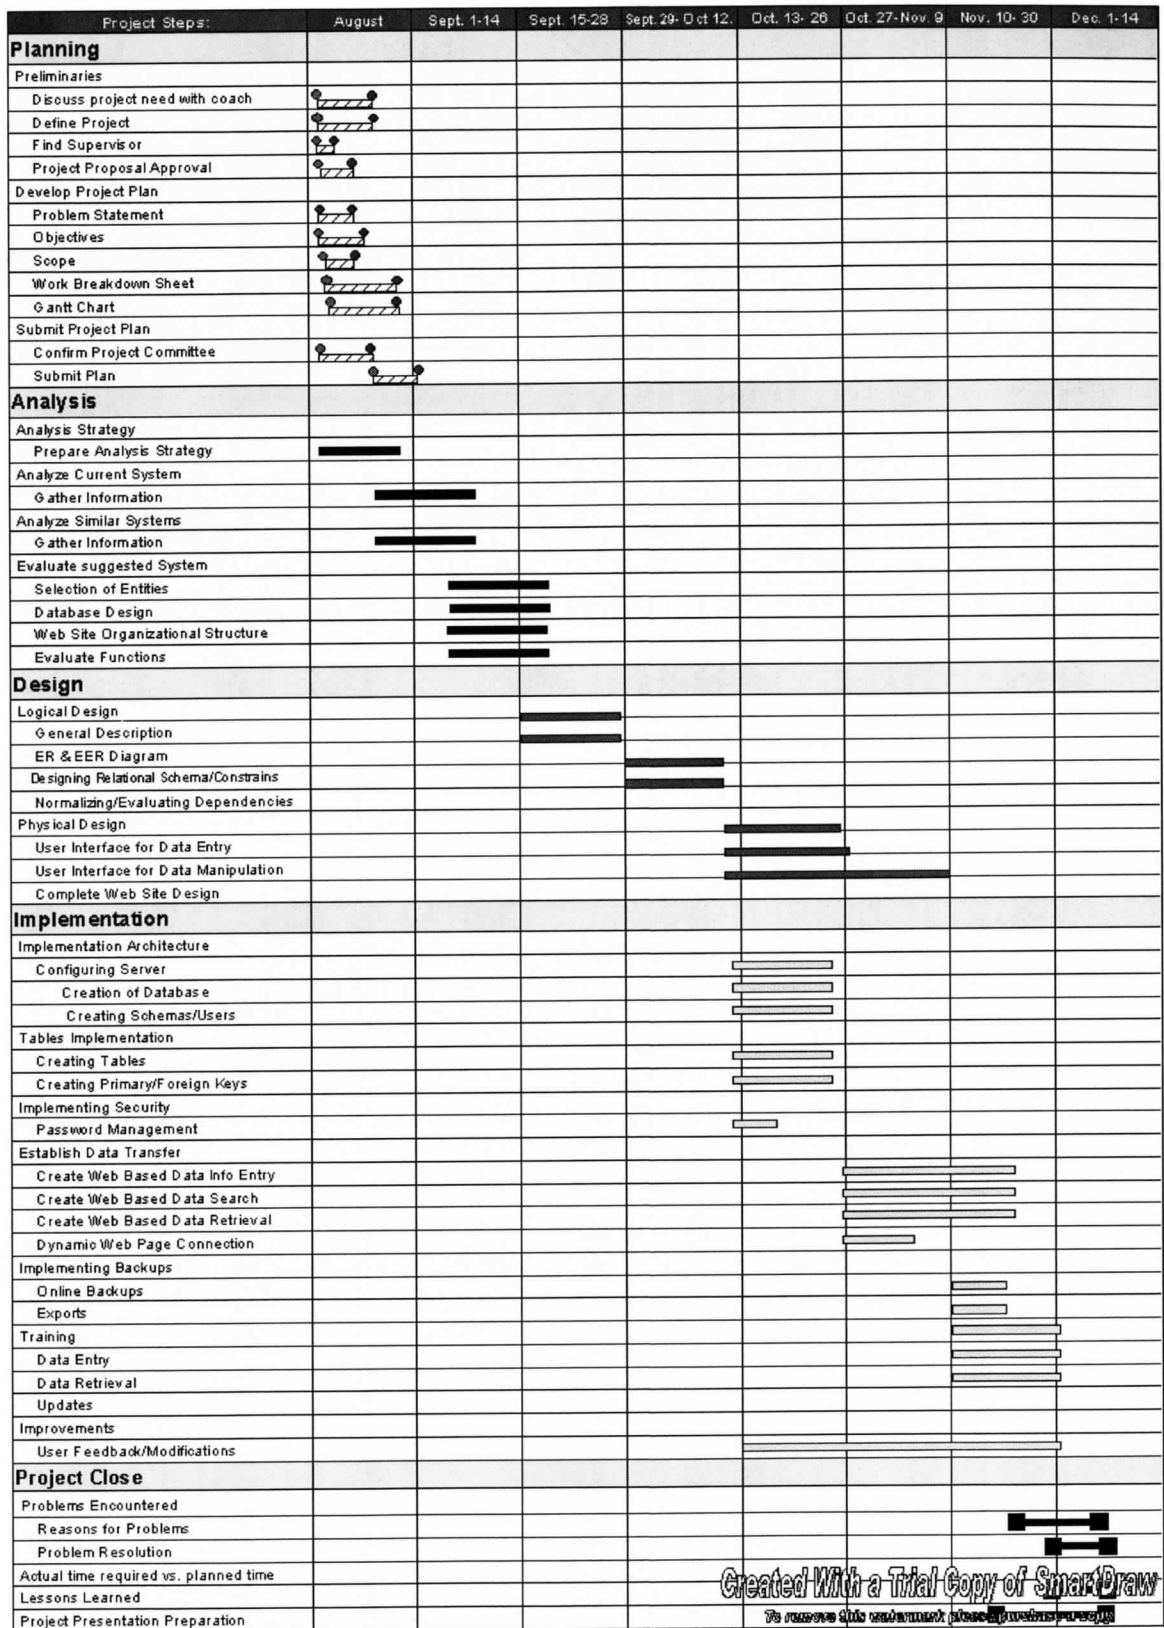 Project Steps: August Sept. 1-14 Sept. 15-28 Sept. 29- Oct 12. Oct. 13- 26 Oct. 27-Nov. 9 Nov. 10- 30 Dec. 1-14
Planning
Preliminaries
Discuss project need with coach
Define Project
Find Supervisor
Project Proposal Approval
Develop Project Plan
Problem Statement
Objectives
Scope
Work Breakdown Sheet
Gantt Chart
Submit Project Plan
Confirm Project Committee
Submit Plan
Analysis
Analysis Strategy
Prepare Analysis Strategy
Analyze Current System
Gather Information
Analyze Similar Systems
Gather Information
Evaluate suggested System
Selection of Entities
Database Design
Web Site Organizational Structure
Evaluate Functions
Design
Logical Design
General Description
ER & EER Diagram
Designing Relational Schema/Constrains
Normalizing/Evaluating Dependencies
Physical Design
User Interface for Data Entry
User Interface for Data Manipulation
Complete Web Site Design
Implementation
Implementation Architecture
Configuring Server
Creation of Database
Creating Schemas/Users
Tables Implementation
Creating Tables
Creating Primary/Foreign Keys
Implementing Security
Password Management
Establish Data Transfer
Create Web Based Data Info Entry
Create Web Based Data Search
Create Web Based Data Retrieval
Dynamic Web Page Connection
Implementing Backups
Online Backups
Exports
Training
Data Entry
Data Retrieval
Updates
Improvements
User Feedback/Modifications
Project Close
Problems Encountered
Reasons for Problems
Problem Resolution
Actual time required vs. planned time
Created With a Trial Copy of SmartDraw
Lessons Learned
To remove this watermark please purchase a copy
Project Presentation Preparation